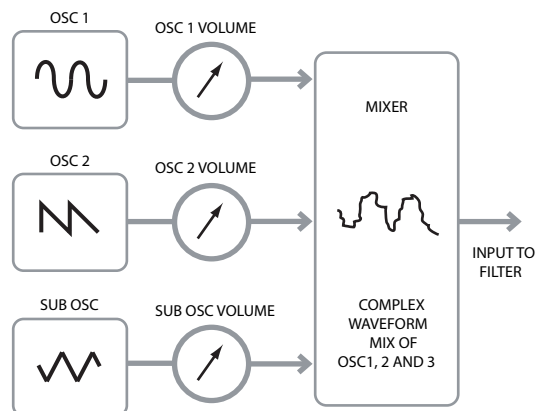 OSC 1
OSC 1 VOLUME
MIXER
OSC 2
OSC 2 VOLUME
INPUT TO
FILTER
SUB OSC
SUB OSC VOLUME
COMPLEX
WAVEFORM
MIX OF
OSC1, 2 AND 3